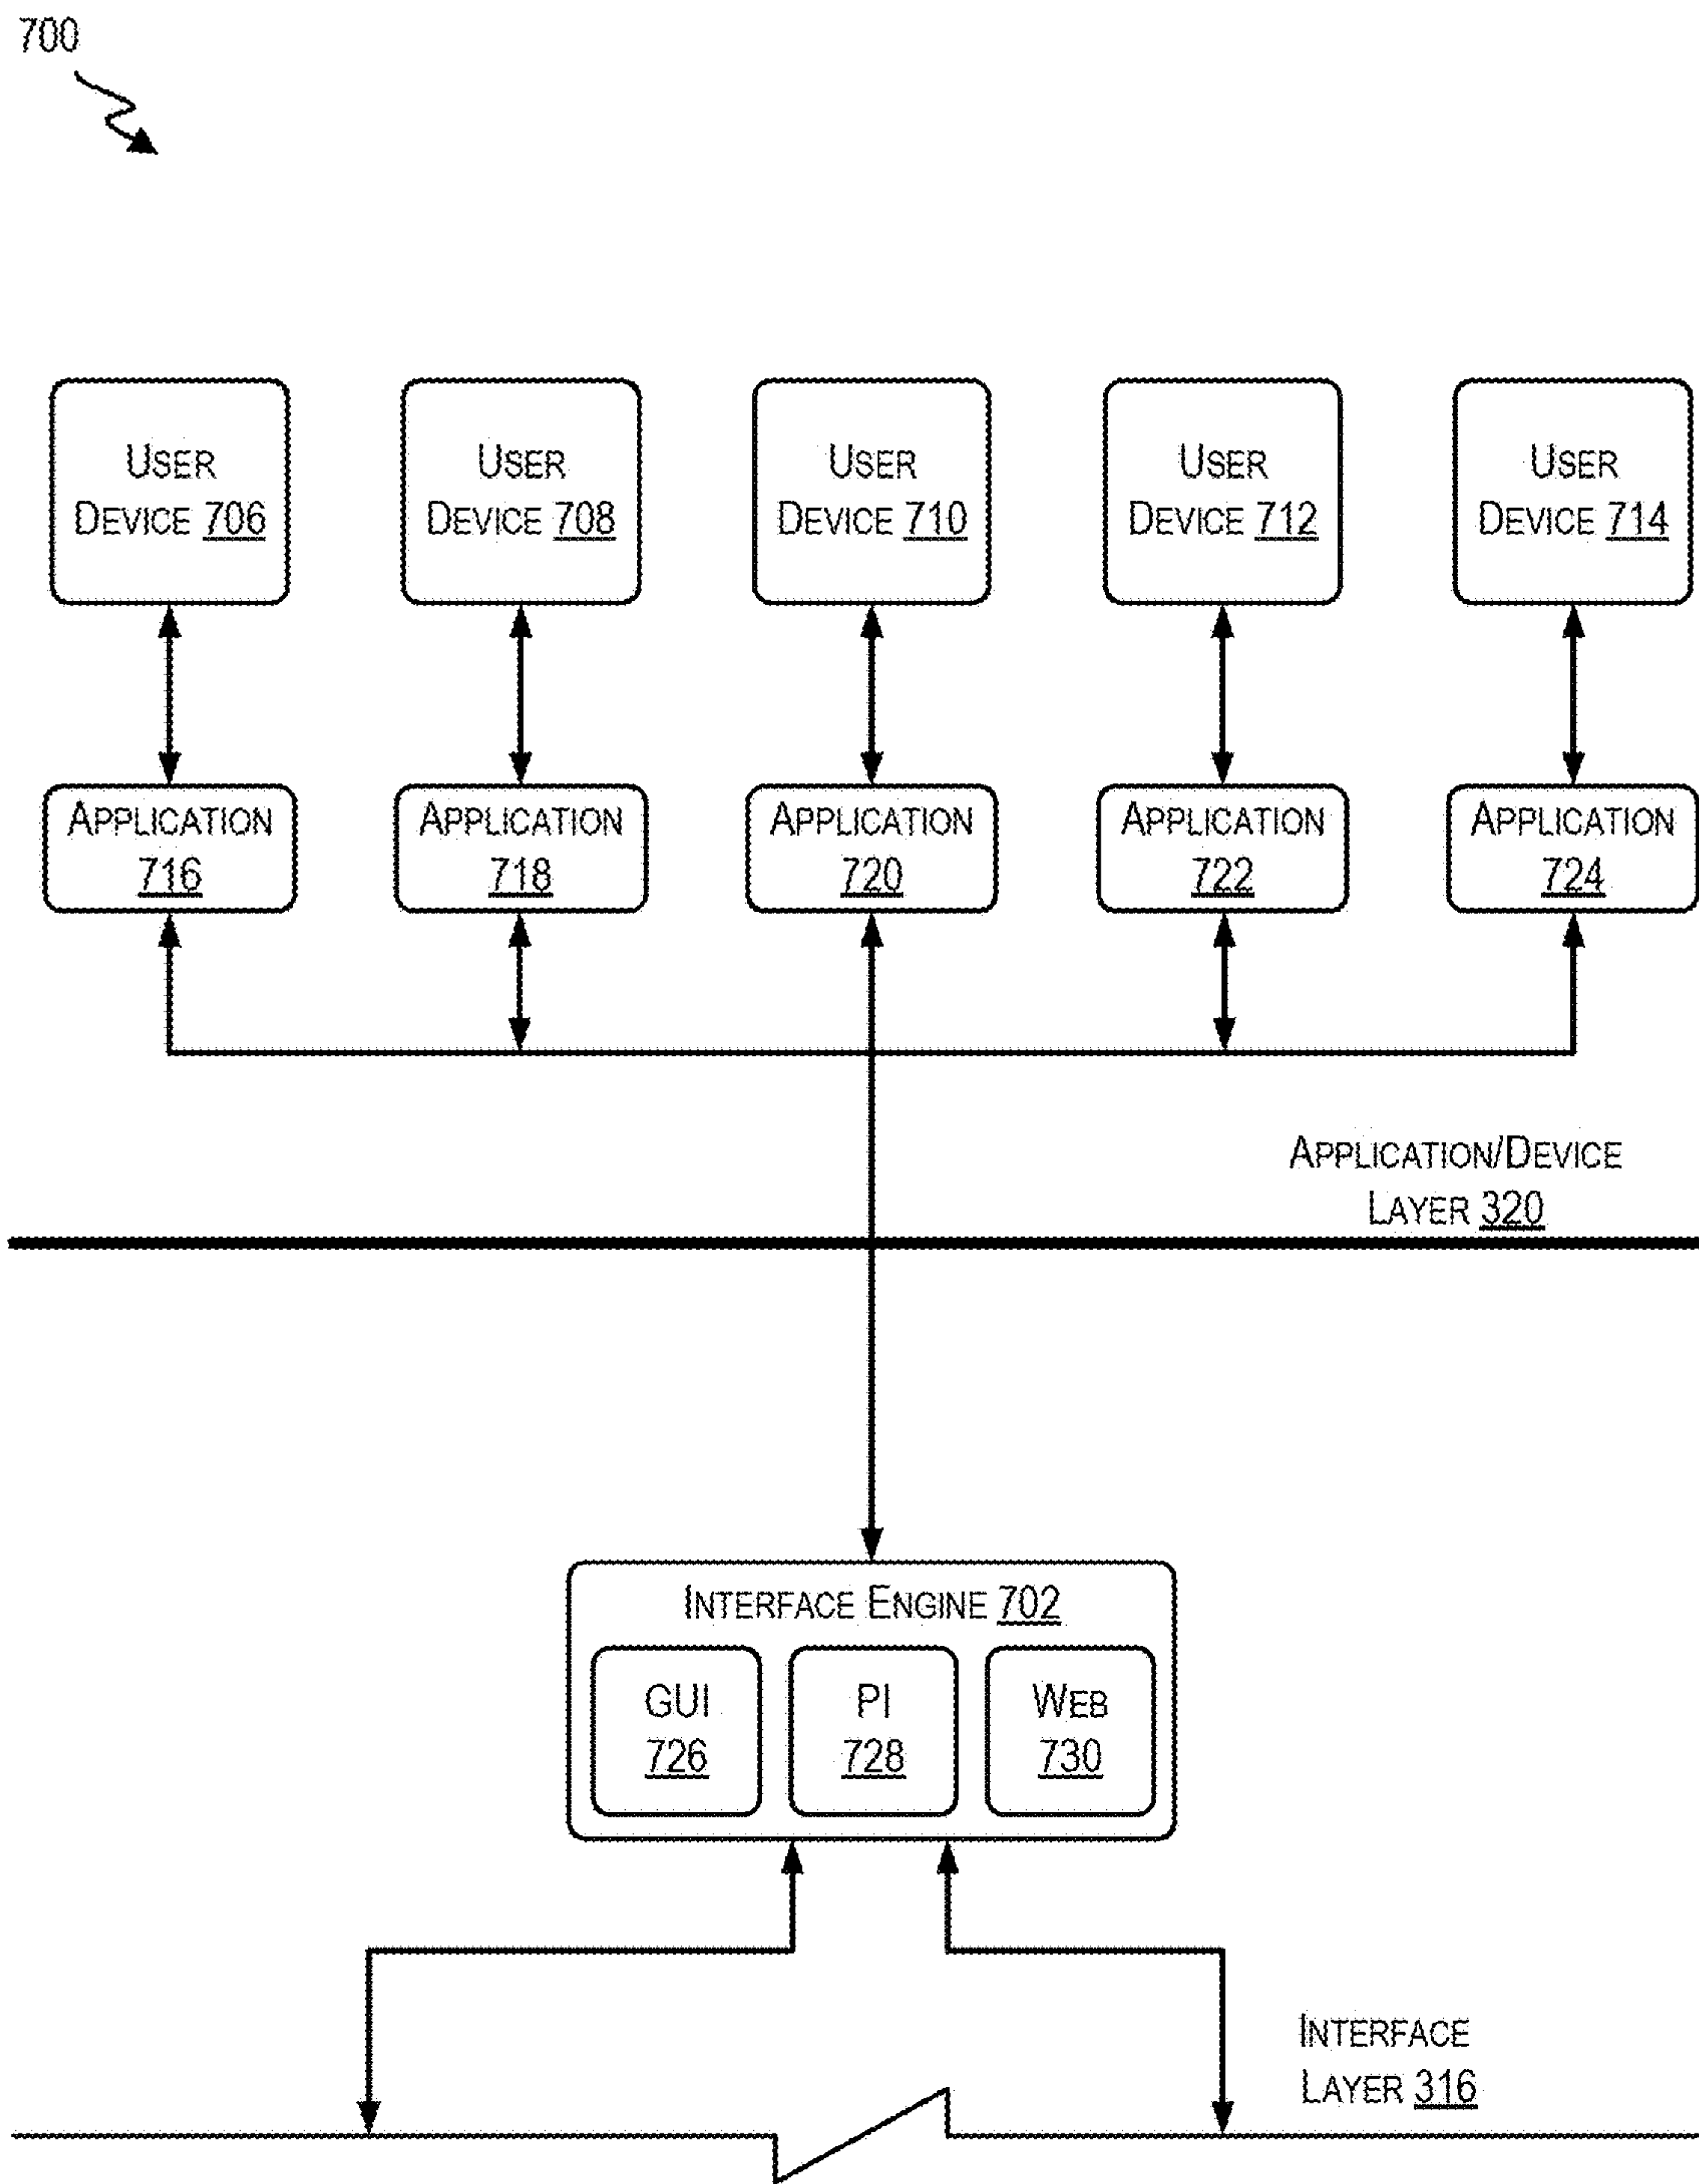 700
USER USER USER USER USER
DEVICE 706 DEVICE 708 DEVICE 710 DEVICE 712 DEVICE 714
APPLICATION APPLICATION APPLICATION APPLICATION APPLICATION
716 718 720 722 724
APPLICATION/DEVICE
LAYER 320
INTERFACE ENGINE 702
GUI PI WEB
726 728 730
INTERFACE
LAYER 316